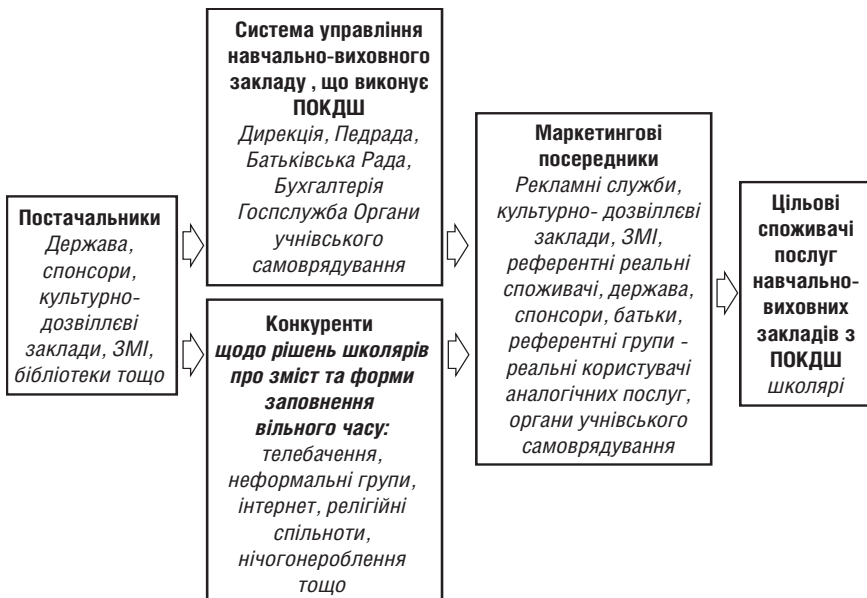 Постачальники
Держава,
спонсори,
культурно-
дозвіллєві
заклади, ЗМІ,
бібліотеки тощо
Система управління
навчально-виховного
закладу , що виконує
ПОКДШ
Дирекція, Педрада,
Батьківська Рада,
Бухгалтерія
Госпслужба Органи
учнівського
самоврядування
Конкуренти
щодо рішень школярів
про зміст та форми
заповнення
вільного часу:
телебачення,
неформальні групи,
інтернет, релігійні
спільноти,
нічогонероблення
тощо
Маркетингові
посередники
Рекламні служби,
культурно- дозвіллєві
заклади, ЗМІ,
референтні реальні
споживачі, держава,
спонсори, батьки,
референтні групи -
реальні користувачі
аналогічних послуг,
органи учнівського
самоврядування
Цільові
споживачі
послуг
навчально-
виховних
закладів з
ПОКДШ
школярі